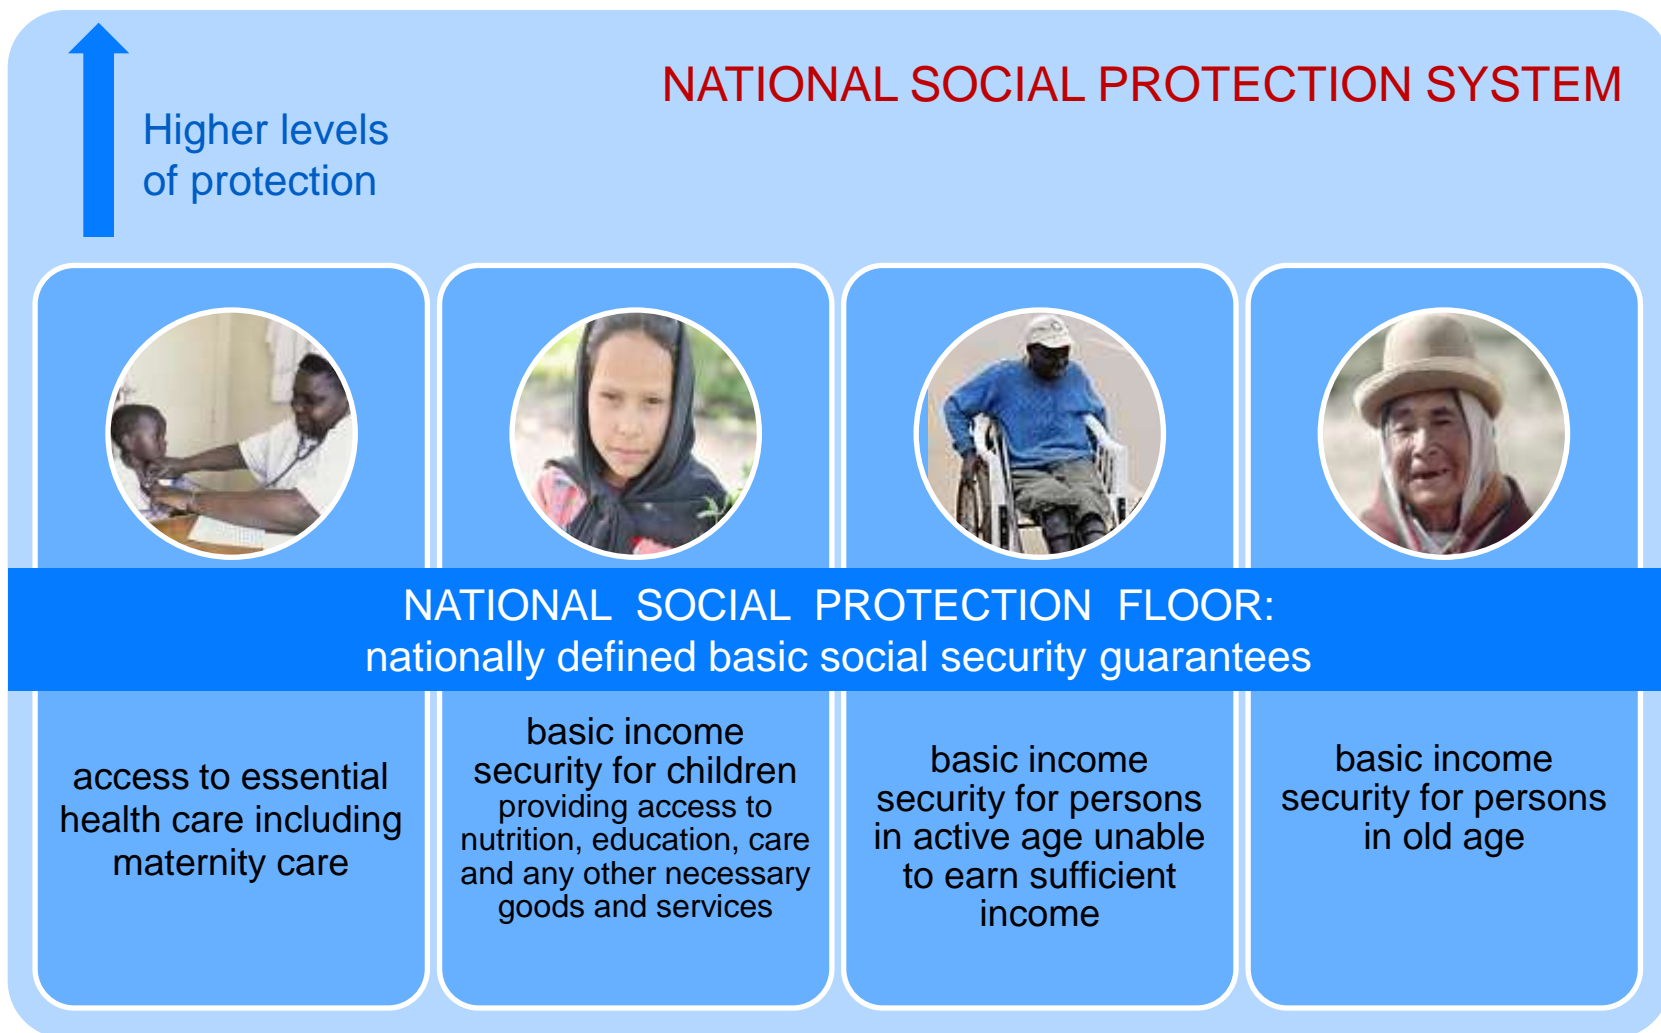 NATIONAL SOCIAL PROTECTION SYSTEM
Higher levels
of protection
NATIONAL SOCIAL PROTECTION FLOOR:
nationally defined basic social security guarantees
access to essential
health care including
maternity care
basic income
security for children
providing access to
nutrition, education, care
and any other necessary
goods and services
basic income
security for persons
in active age unable
to earn sufficient
income
basic income
security for persons
in old age